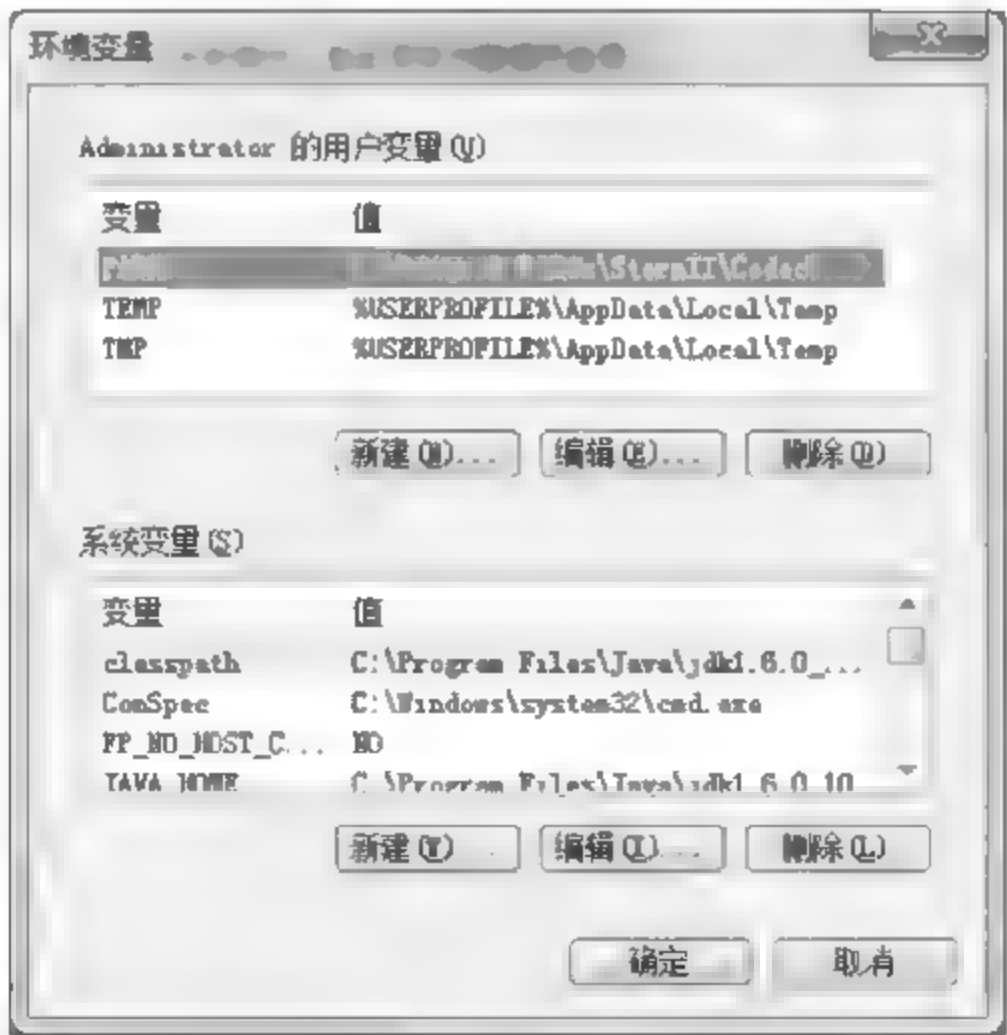 环境变量
Administrator 的用户变量(U)
变量 值
\StormII\Codec
TEMP %USERPROFILE%\AppData\Local\Temp
TMP %USERPROFILE%\AppData\Local\Temp
新建(N)... 编辑(E)... 删除(D)
系统变量(S)
变量 值
classpath C:\Program Files\Java\jdk1.6.0_...
ComSpec C:\Windows\system32\cmd.exe
FP_NO_HOST_C... NO
JAVA_HOME C:\Program Files\Java\jdk1.6.0_10
新建(W)... 编辑(I)... 删除(L)
确定 取消